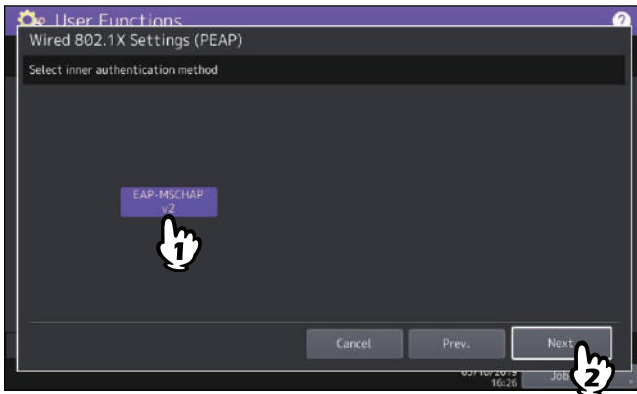 User Functions
?
Wired 802.1X Settings (PEAP)
Select inner authentication method
EAP-MSCHAP
v2
1
Cancel
Prev.
Next
16:26
Job
2